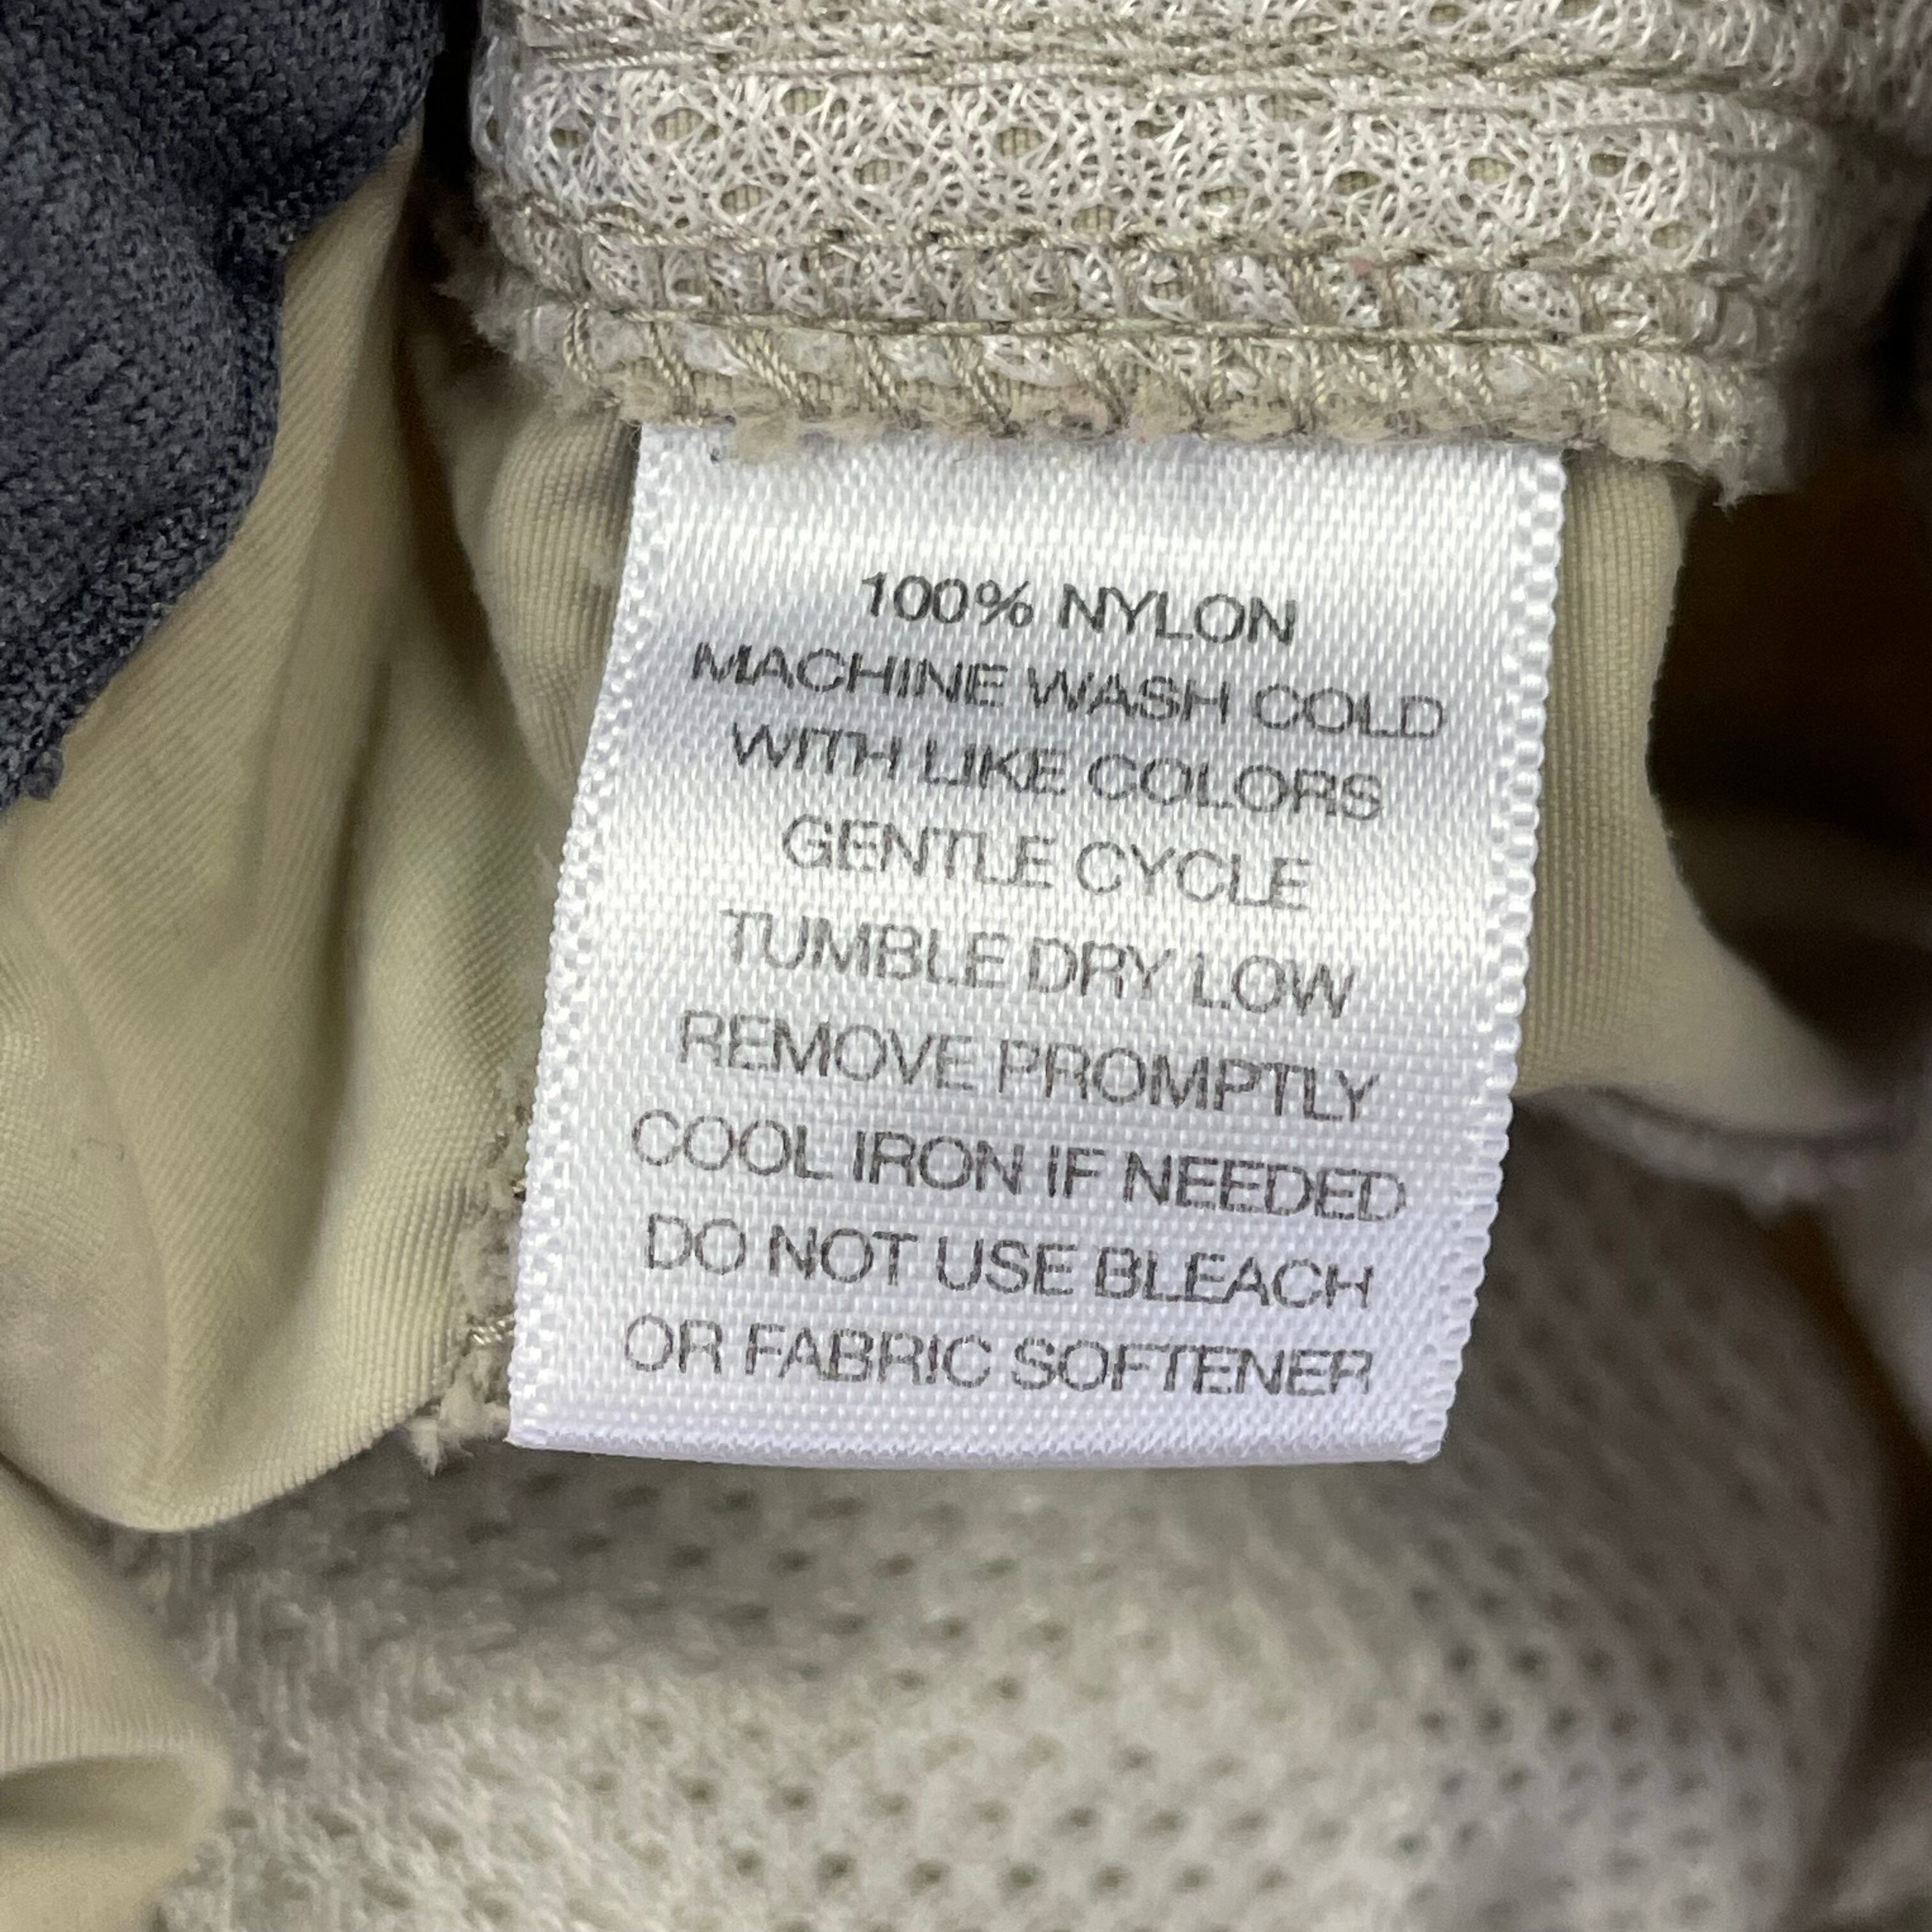 100% NYLON
MACHINE WASH COLD
WITH LIKE COLORS
GENTLE CYCLE
TUMBLE DRY LOW
REMOVE PROMPTLY
COOL IRON IF NEEDED
DO NOT USE BLEACH
OR FABRIC SOFTENER